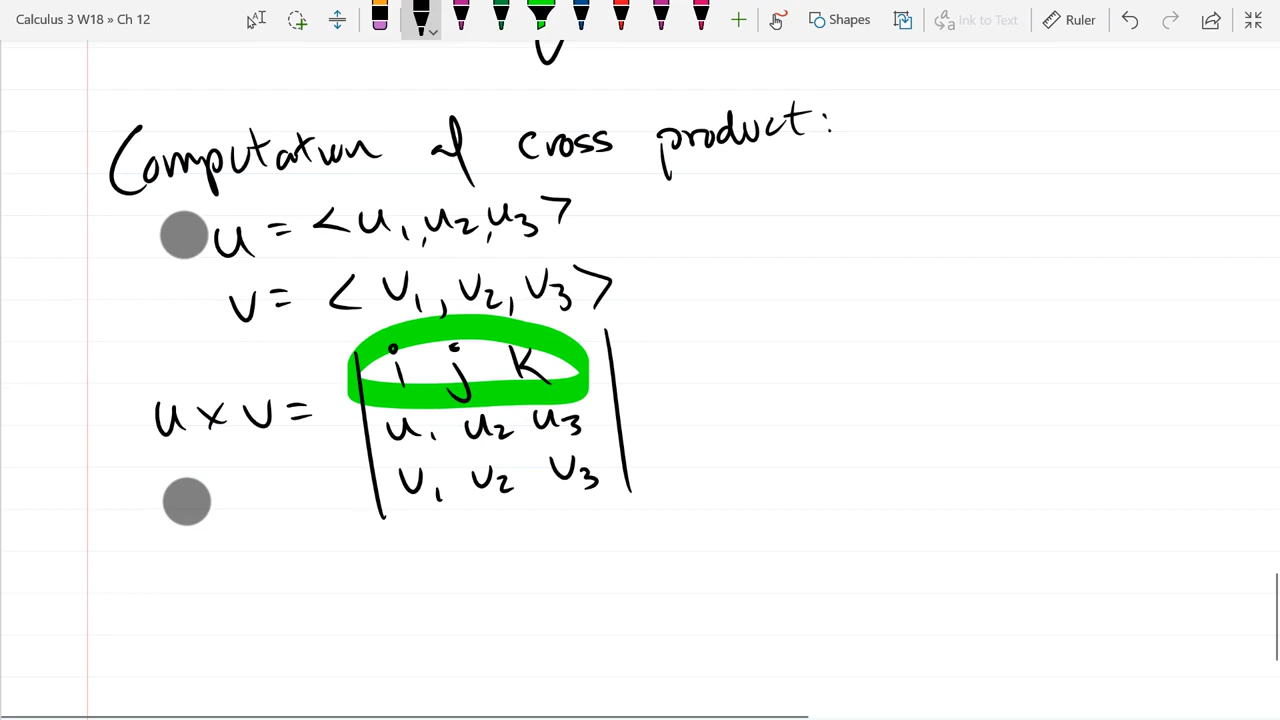 Calculus 3 W18 » Ch 12
Shapes
Ink to Text
Ruler
v
Computation of cross product:
u = <u₁, u₂, u₃>
v = <v₁, v₂, v₃>
u × v = | i j k |
| u₁ u₂ u₃ |
| v₁ v₂ v₃ |